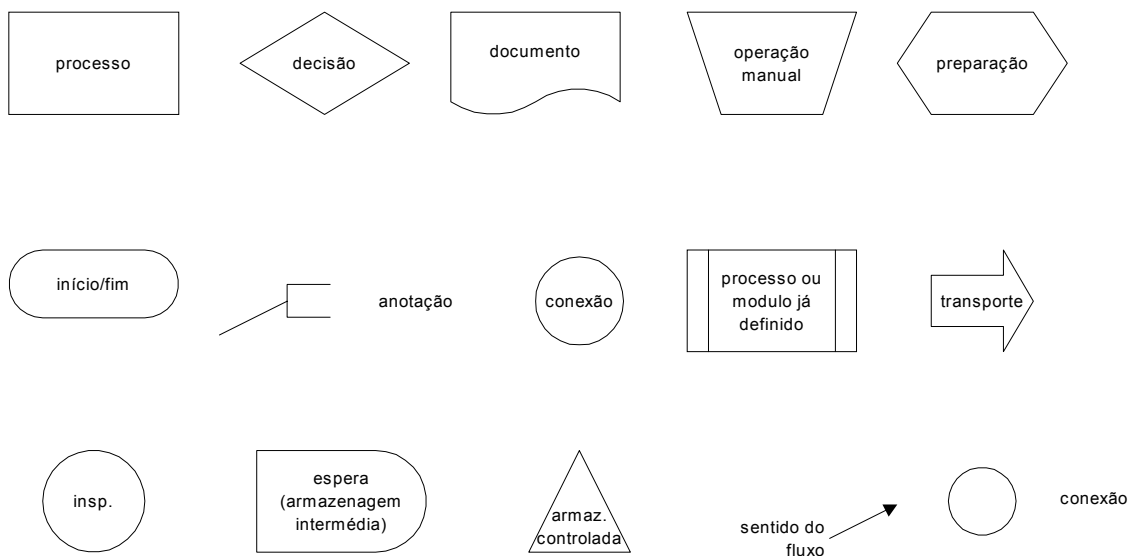 processo
decisão
documento
operação
manual
preparação
início/fim
anotação
conexão
processo ou
modulo já
definido
transporte
insp.
espera
(armazenagem
intermédia)
armaz.
controlada
sentido do
fluxo
conexão